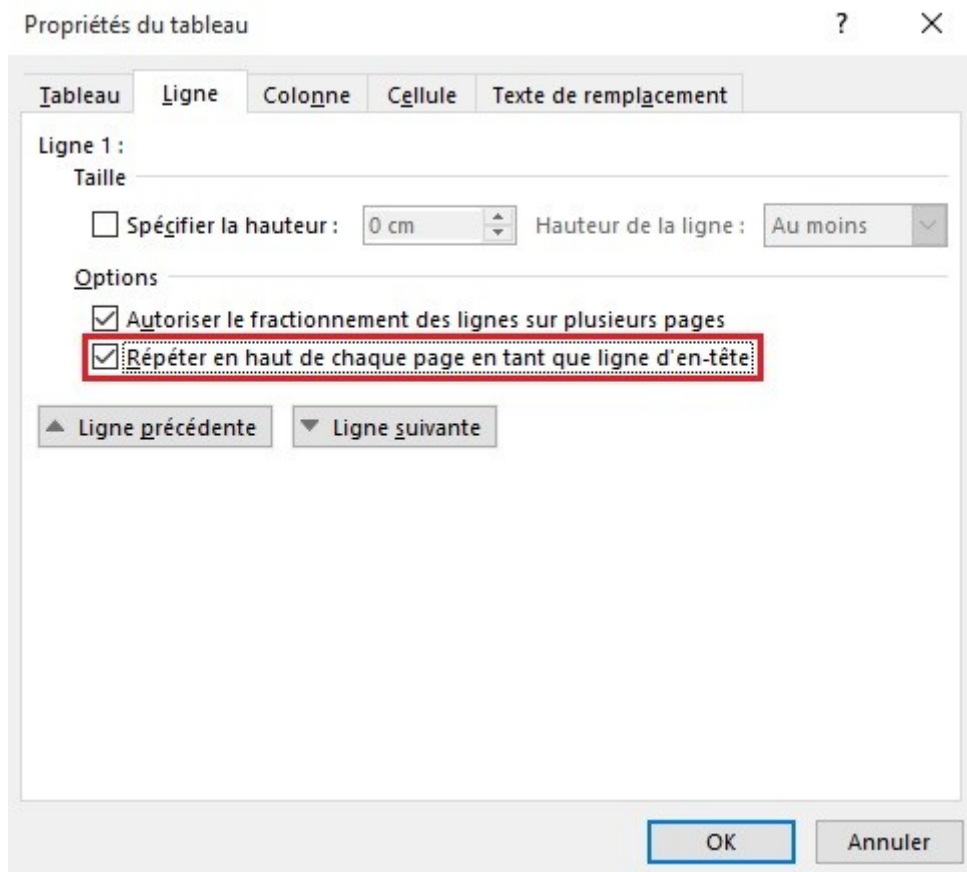 Propriétés du tableau ?
Tableau Ligne Colonne Cellule Texte de remplacement
Ligne 1 :
Taille
Spécifier la hauteur : 0 cm Hauteur de la ligne : Au moins
Options
Autoriser le fractionnement des lignes sur plusieurs pages
Répéter en haut de chaque page en tant que ligne d'en-tête
Ligne précédente Ligne suivante
OK Annuler